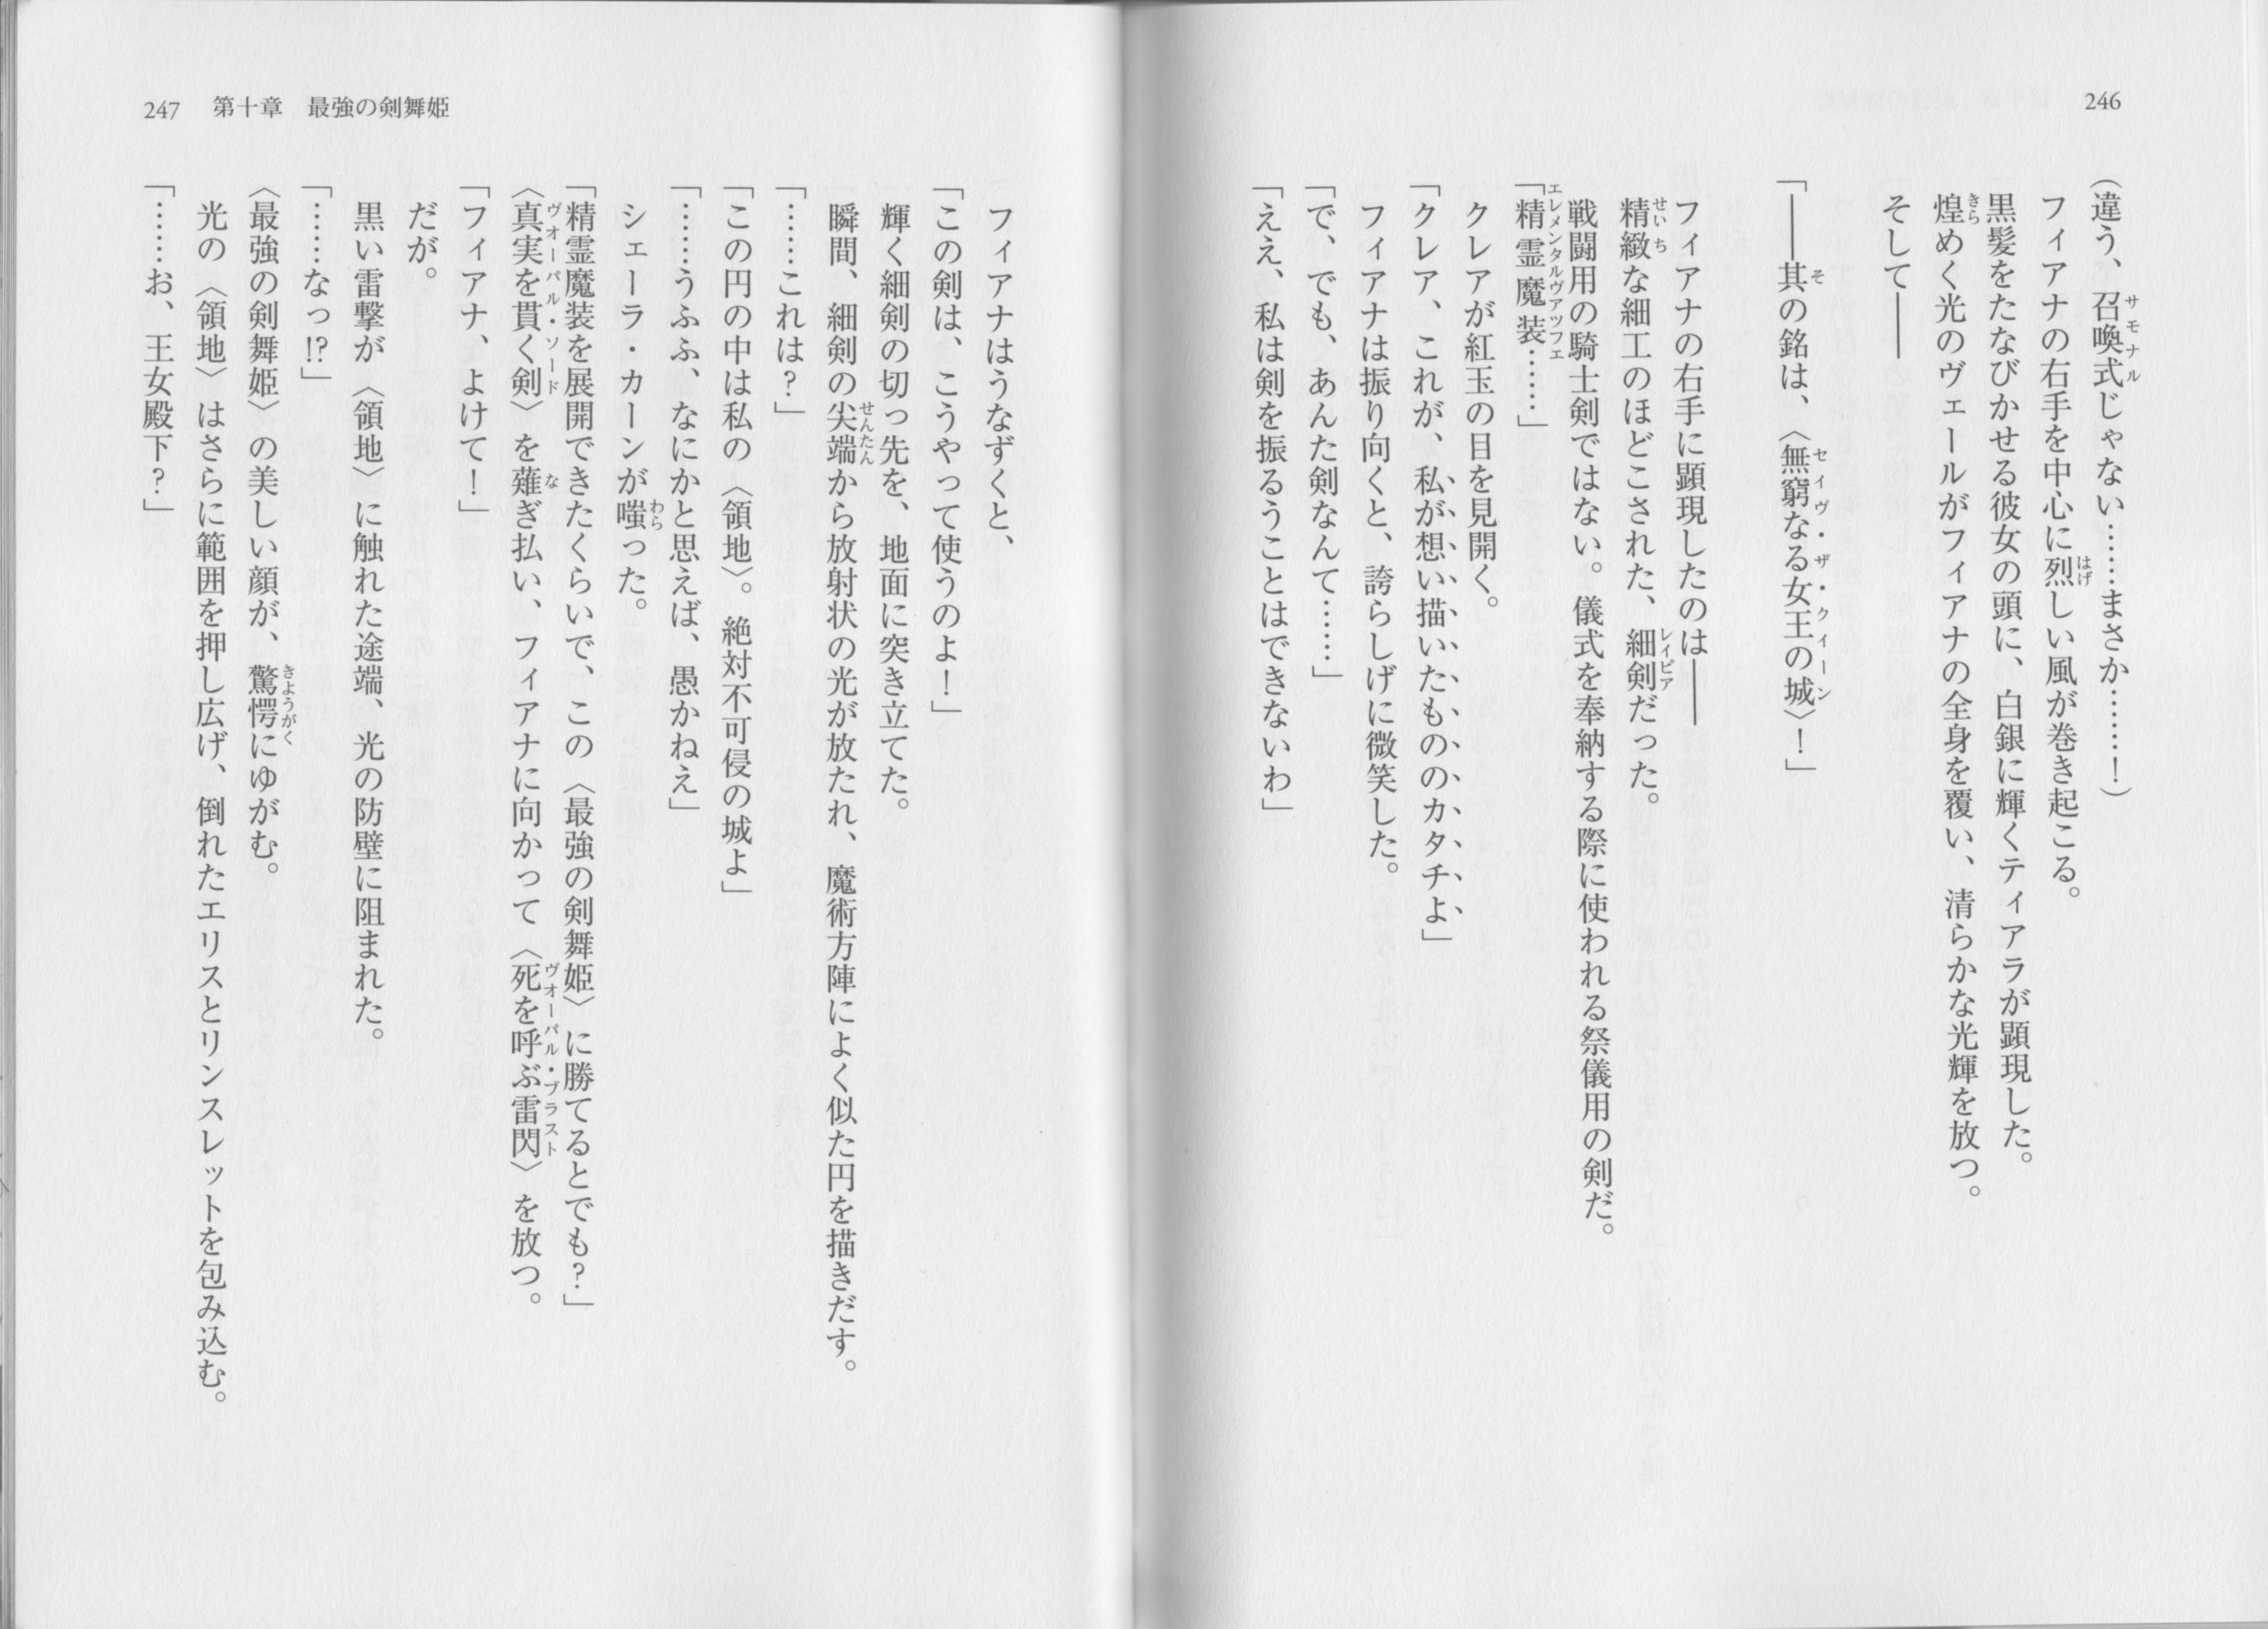 246
(違う、召喚式じゃない……まさか……!)
フィアナの右手を中心に烈しい風が巻き起こる。
黒髪をたなびかせる彼女の頭に、白銀に輝くティアラが顕現した。
煌めく光のヴェールがフィアナの全身を覆い、清らかな光輝を放つ。
そして――
「――其の銘は、〈無窮なる女王の城〉!」
フィアナの右手に顕現したのは――
精緻な細工のほどこされた、細剣だった。
戦闘用の騎士剣ではない。儀式を奉納する際に使われる祭儀用の剣だ。
「精霊魔装……」
クレアが紅玉の目を見開く。
「クレア、これが、私が想い描いたもののカタチよ」
フィアナは振り向くと、誇らしげに微笑した。
「で、でも、あんた剣なんて……」
「ええ、私は剣を振るうことはできないわ」
247 第十章 最強の剣舞姫
フィアナはうなずくと、
「この剣は、こうやって使うのよ!」
輝く細剣の切っ先を、地面に突き立てた。
瞬間、細剣の尖端から放射状の光が放たれ、魔術方陣によく似た円を描きだす。
「……これは?」
「この円の中は私の〈領地〉。絶対不可侵の城よ」
「……うふふ、なにかと思えば、愚かねえ」
シェーラ・カーンが嗤った。
「精霊魔装を展開できたくらいで、この〈最強の剣舞姫〉に勝てるとでも?」
〈真実を貫く剣〉を薙ぎ払い、フィアナに向かって〈死を呼ぶ雷閃〉を放つ。
「フィアナ、よけて!」
だが。
黒い雷撃が〈領地〉に触れた途端、光の防壁に阻まれた。
「……なっ!?」
〈最強の剣舞姫〉の美しい顔が、驚愕にゆがむ。
光の〈領地〉はさらに範囲を押し広げ、倒れたエリスとリンスレットを包み込む。
「……お、王女殿下?」